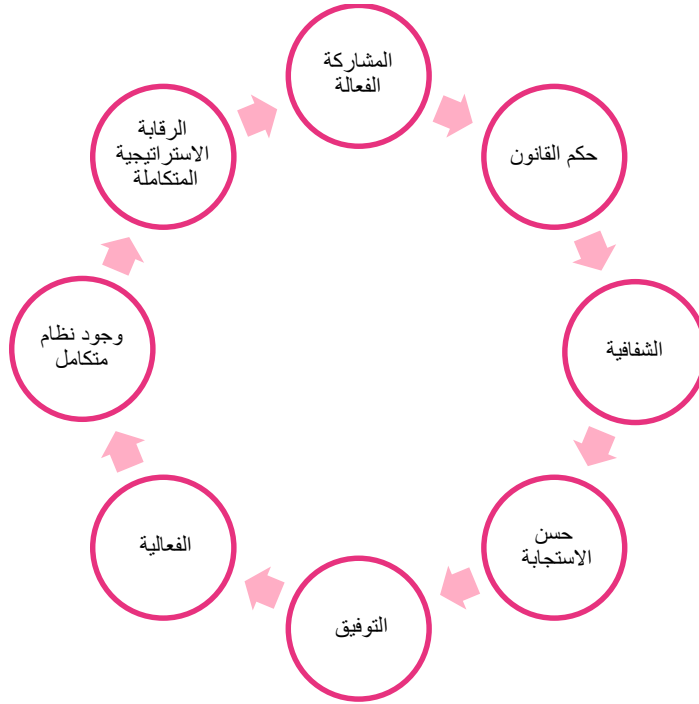 المشاركة
الفعالة
حكم القانون
الشفافية
حسن
الاستجابة
التوفيق
الفعالية
وجود نظام
متكامل
الرقابة
الاستراتيجية
المتكاملة